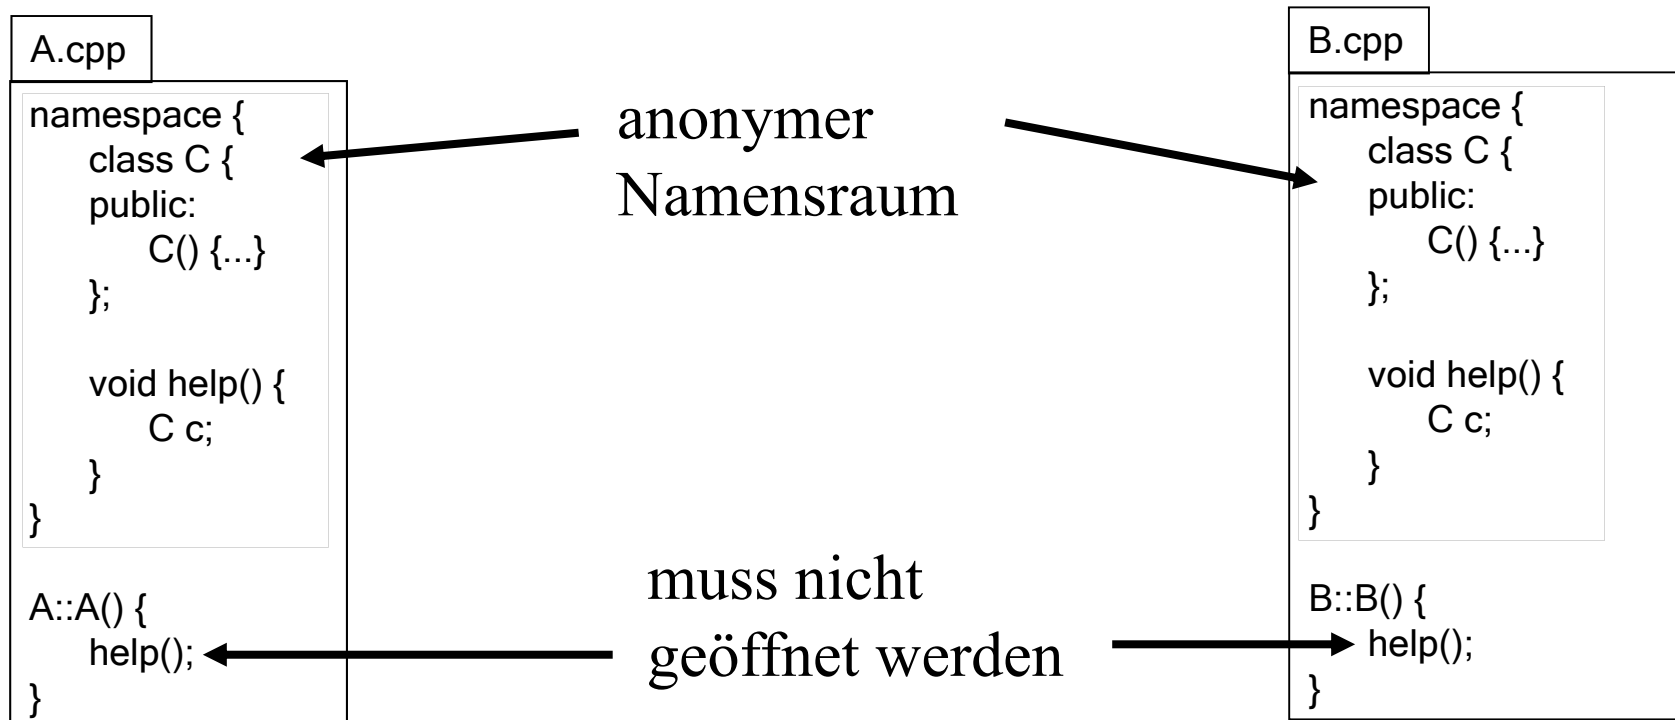 A.cpp
namespace {
class C {
public:
C() {...}
};
void help() {
C c;
}
}
A::A() {
help();
}
anonymer
Namensraum
muss nicht
geöffnet werden
B.cpp
namespace {
class C {
public:
C() {...}
};
void help() {
C c;
}
}
B::B() {
help();
}